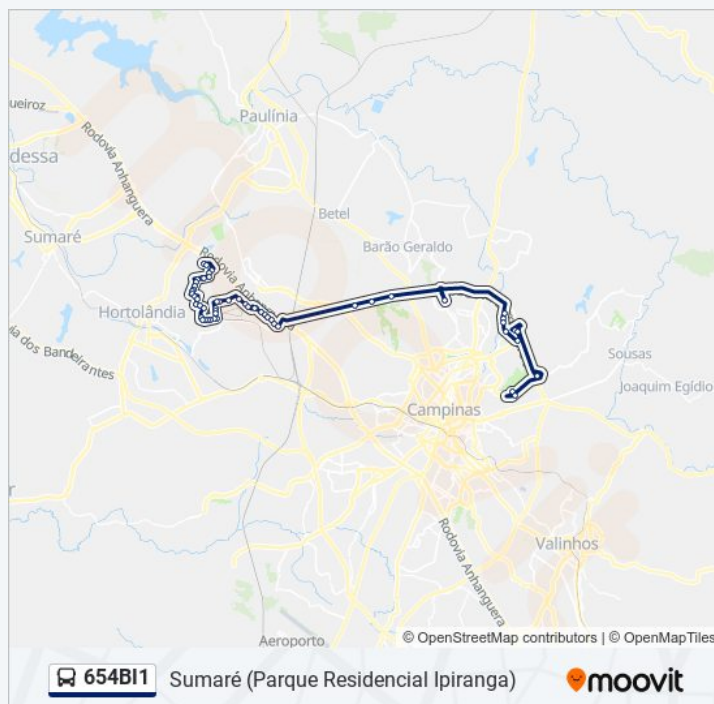 ueiroz
Paulínia
Rodovia Anhanguera
dessa
Betel
Sumaré
Barão Geraldo
Rodovia Anhanguera
Hortolândia
ia dos Bandeirantes
Sousas
Joaquim Egídio
Campinas
Rodovia Anhanguera
Valinhos
Aeroporto
© OpenStreetMap contributors | © OpenMapTiles
654BI1 Sumaré (Parque Residencial Ipiranga) moovit